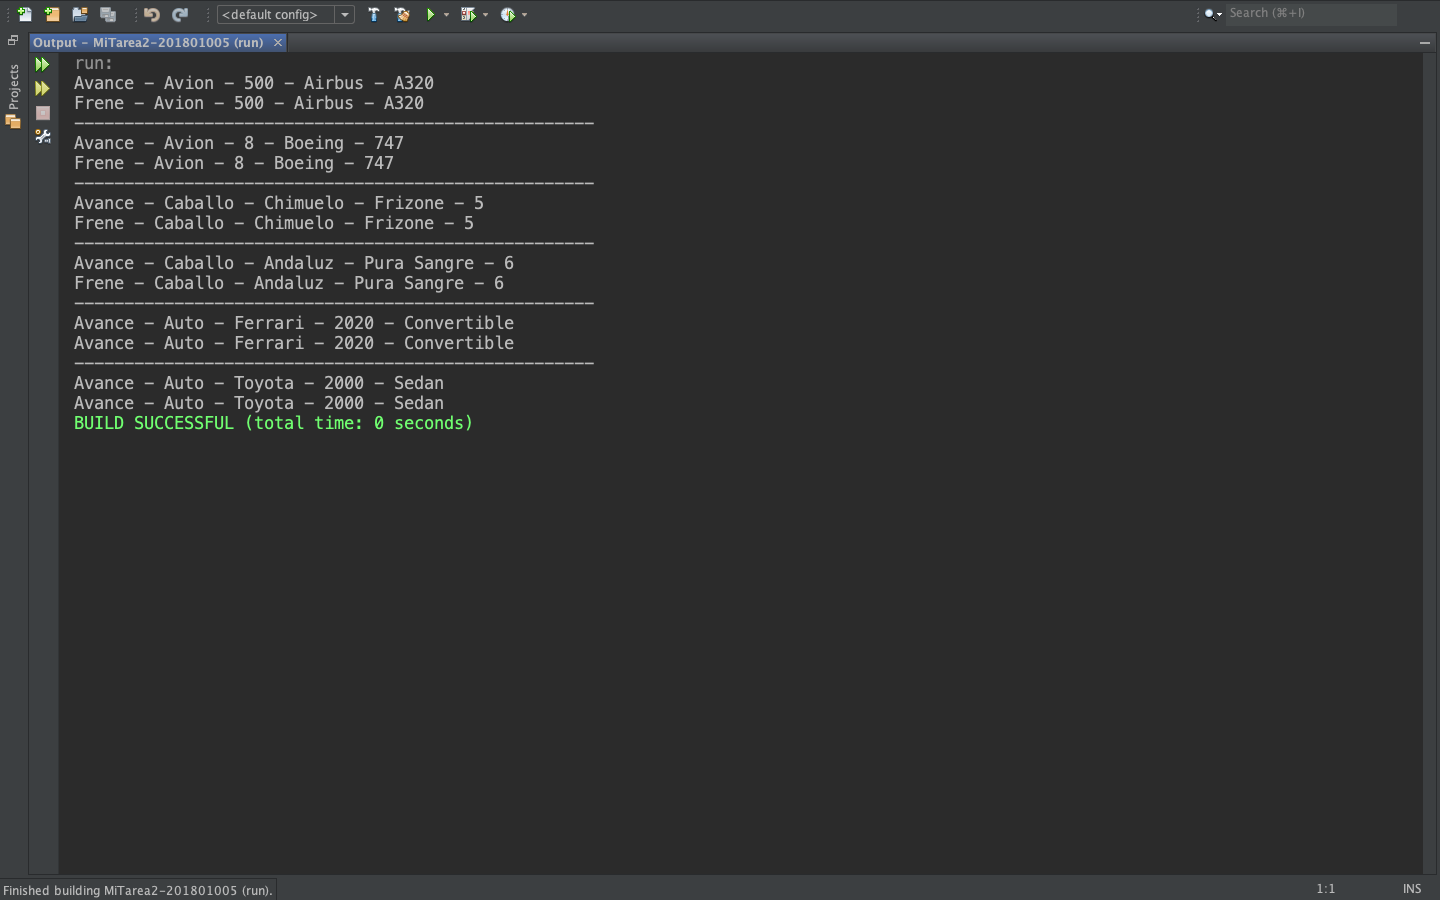 <default config>
Search (⌘+I)
Output - MiTarea2-201801005 (run)
Projects
run:
Avance - Avion - 500 - Airbus - A320
Frene - Avion - 500 - Airbus - A320
----------------------------------------------------
Avance - Avion - 8 - Boeing - 747
Frene - Avion - 8 - Boeing - 747
----------------------------------------------------
Avance - Caballo - Chimuelo - Frizone - 5
Frene - Caballo - Chimuelo - Frizone - 5
----------------------------------------------------
Avance - Caballo - Andaluz - Pura Sangre - 6
Frene - Caballo - Andaluz - Pura Sangre - 6
----------------------------------------------------
Avance - Auto - Ferrari - 2020 - Convertible
Avance - Auto - Ferrari - 2020 - Convertible
----------------------------------------------------
Avance - Auto - Toyota - 2000 - Sedan
Avance - Auto - Toyota - 2000 - Sedan
BUILD SUCCESSFUL (total time: 0 seconds)
Finished building MiTarea2-201801005 (run).
1:1
INS